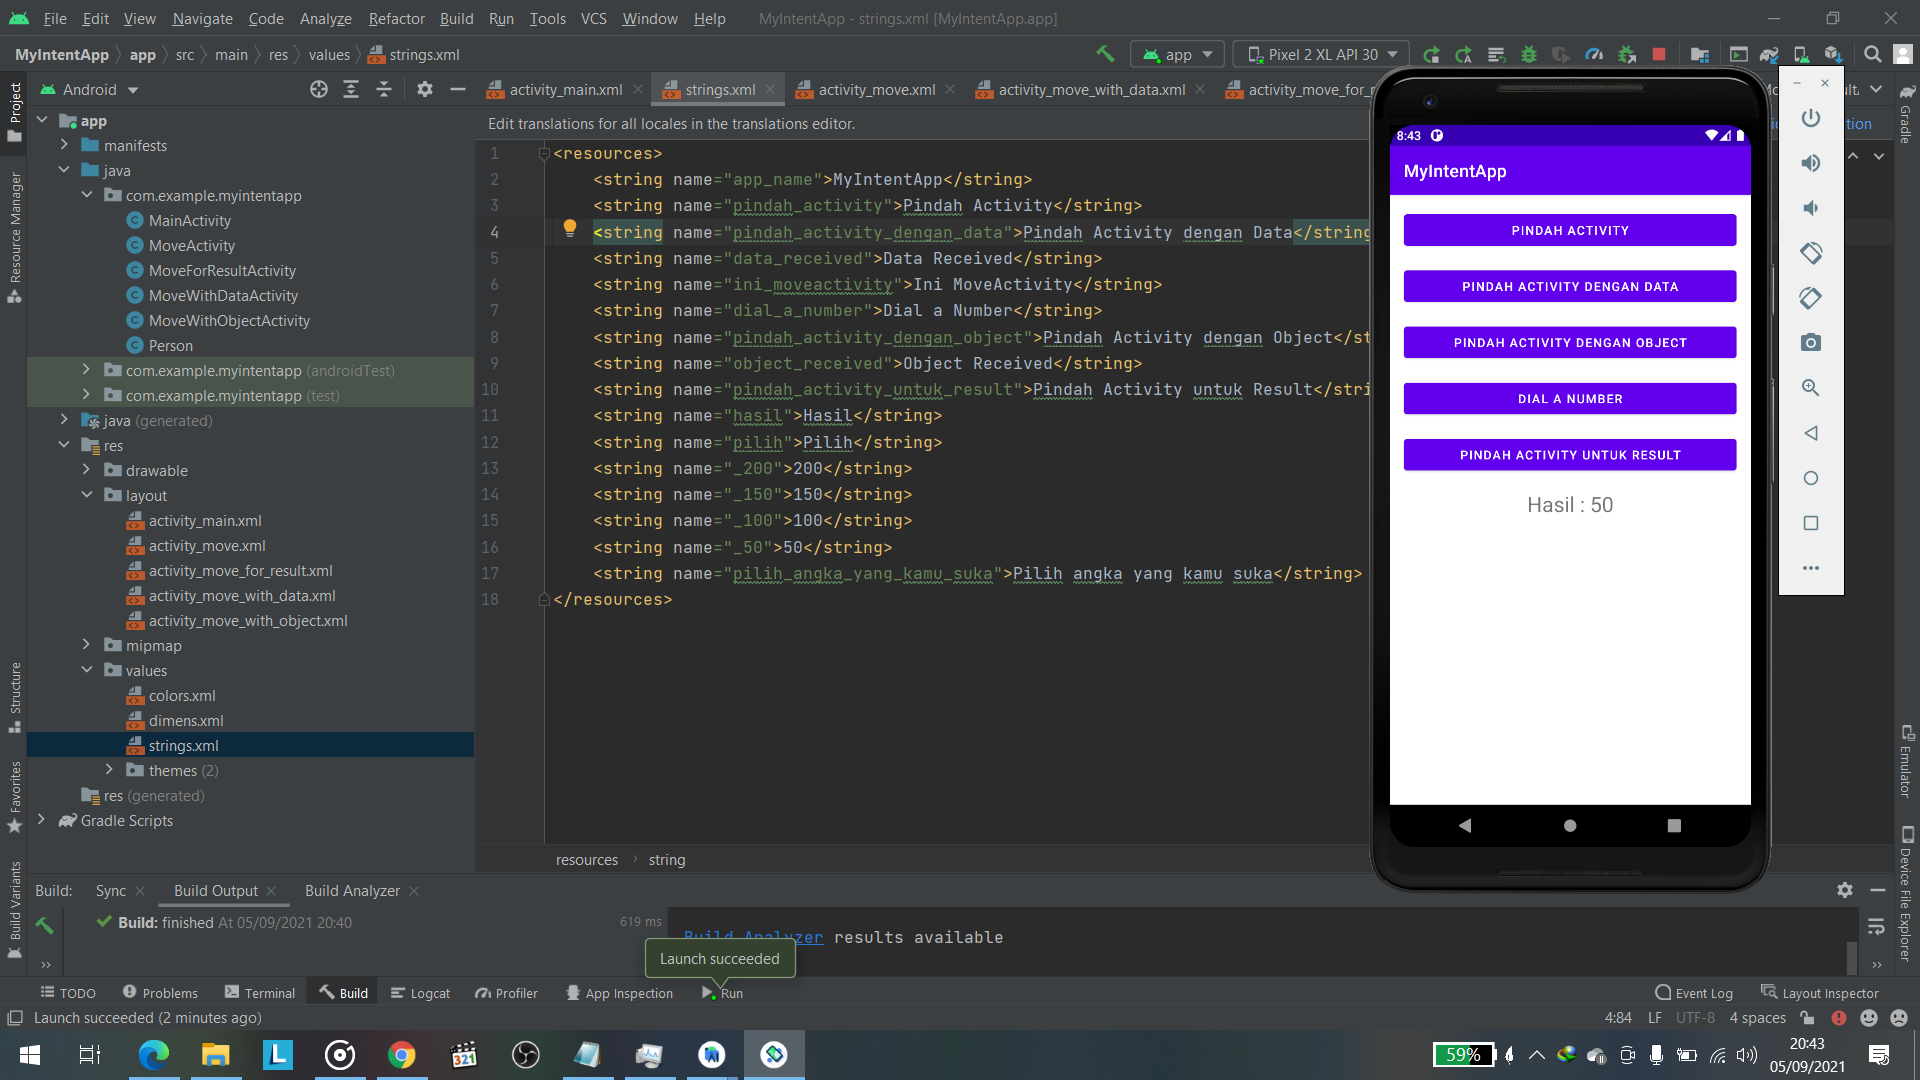 File Edit View Navigate Code Analyze Refactor Build Run Tools VCS Window Help MyIntentApp - strings.xml [MyIntentApp.app]
MyIntentApp app src main res values strings.xml app Pixel 2 XL API 30
Android activity_main.xml strings.xml activity_move.xml activity_move_with_data.xml
Edit translations for all locales in the translations editor.
Project
Resource Manager
Structure
Favorites
Build Variants
app
manifests
java
com.example.myintentapp
MainActivity
MoveActivity
MoveForResultActivity
MoveWithDataActivity
MoveWithObjectActivity
Person
com.example.myintentapp (androidTest)
com.example.myintentapp (test)
java (generated)
res
drawable
layout
activity_main.xml
activity_move.xml
activity_move_for_result.xml
activity_move_with_data.xml
activity_move_with_object.xml
mipmap
values
colors.xml
dimens.xml
strings.xml
themes (2)
res (generated)
Gradle Scripts
1 <resources>
2 <string name="app_name">MyIntentApp</string>
3 <string name="pindah_activity">Pindah Activity</string>
4 <string name="pindah_activity_dengan_data">Pindah Activity dengan Data</string
5 <string name="data_received">Data Received</string>
6 <string name="ini_moveactivity">Ini MoveActivity</string>
7 <string name="dial_a_number">Dial a Number</string>
8 <string name="pindah_activity_dengan_object">Pindah Activity dengan Object</st
9 <string name="object_received">Object Received</string>
10 <string name="pindah_activity_untuk_result">Pindah Activity untuk Result</stri
11 <string name="hasil">Hasil</string>
12 <string name="pilih">Pilih</string>
13 <string name="_200">200</string>
14 <string name="_150">150</string>
15 <string name="_100">100</string>
16 <string name="_50">50</string>
17 <string name="pilih_angka_yang_kamu_suka">Pilih angka yang kamu suka</string>
18 </resources>
resources string
8:43
MyIntentApp
PINDAH ACTIVITY
PINDAH ACTIVITY DENGAN DATA
PINDAH ACTIVITY DENGAN OBJECT
DIAL A NUMBER
PINDAH ACTIVITY UNTUK RESULT
Hasil : 50
Gradle
Emulator
Device File Explorer
Build: Sync Build Output Build Analyzer
Build: finished At 05/09/2021 20:40 619 ms
Build Analyzer results available
Launch succeeded
TODO Problems Terminal Build Logcat Profiler App Inspection Run Event Log Layout Inspector
Launch succeeded (2 minutes ago) 4:84 LF UTF-8 4 spaces
L 321 59% 20:43
05/09/2021